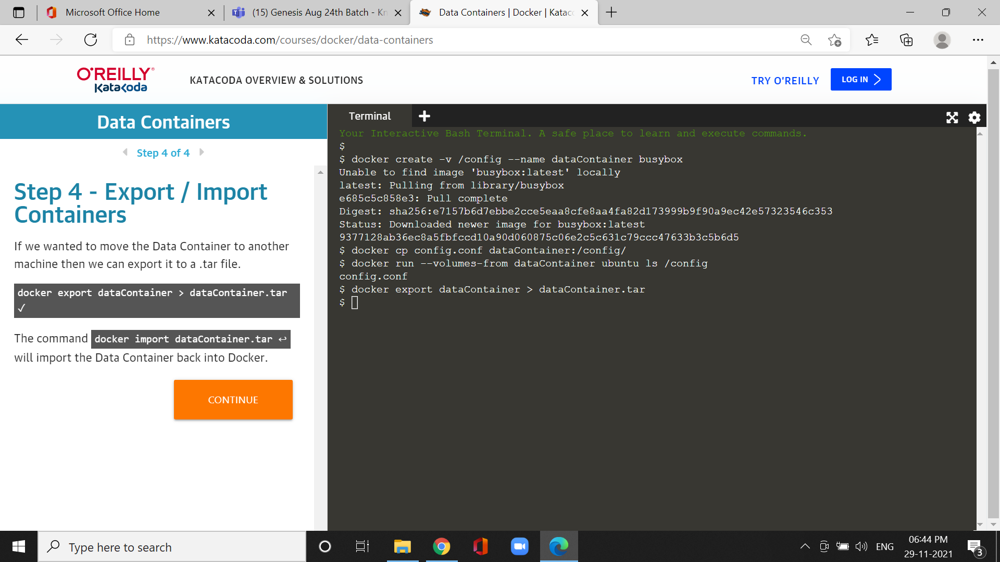 Microsoft Office Home
(15) Genesis Aug 24th Batch - Kn
Data Containers | Docker | Katac
https://www.katacoda.com/courses/docker/data-containers
O'REILLY®
Katacoda
KATACODA OVERVIEW & SOLUTIONS
TRY O'REILLY
LOG IN
Data Containers
Step 4 of 4
Step 4 - Export / Import
Containers
If we wanted to move the Data Container to another
machine then we can export it to a .tar file.
docker export dataContainer > dataContainer.tar
✓
The command docker import dataContainer.tar ↩
will import the Data Container back into Docker.
CONTINUE
Terminal
Your Interactive Bash Terminal. A safe place to learn and execute commands.
$
$ docker create -v /config --name dataContainer busybox
Unable to find image 'busybox:latest' locally
latest: Pulling from library/busybox
e685c5c858e3: Pull complete
Digest: sha256:e7157b6d7ebbe2cce5eaa8cfe8aa4fa82d173999b9f90a9ec42e57323546c353
Status: Downloaded newer image for busybox:latest
9377128ab36ec8a5fbfccd10a90d060875c06e2c5c631c79ccc47633b3c5b6d5
$ docker cp config.conf dataContainer:/config/
$ docker run --volumes-from dataContainer ubuntu ls /config
config.conf
$ docker export dataContainer > dataContainer.tar
$
Type here to search
ENG
06:44 PM
29-11-2021
3